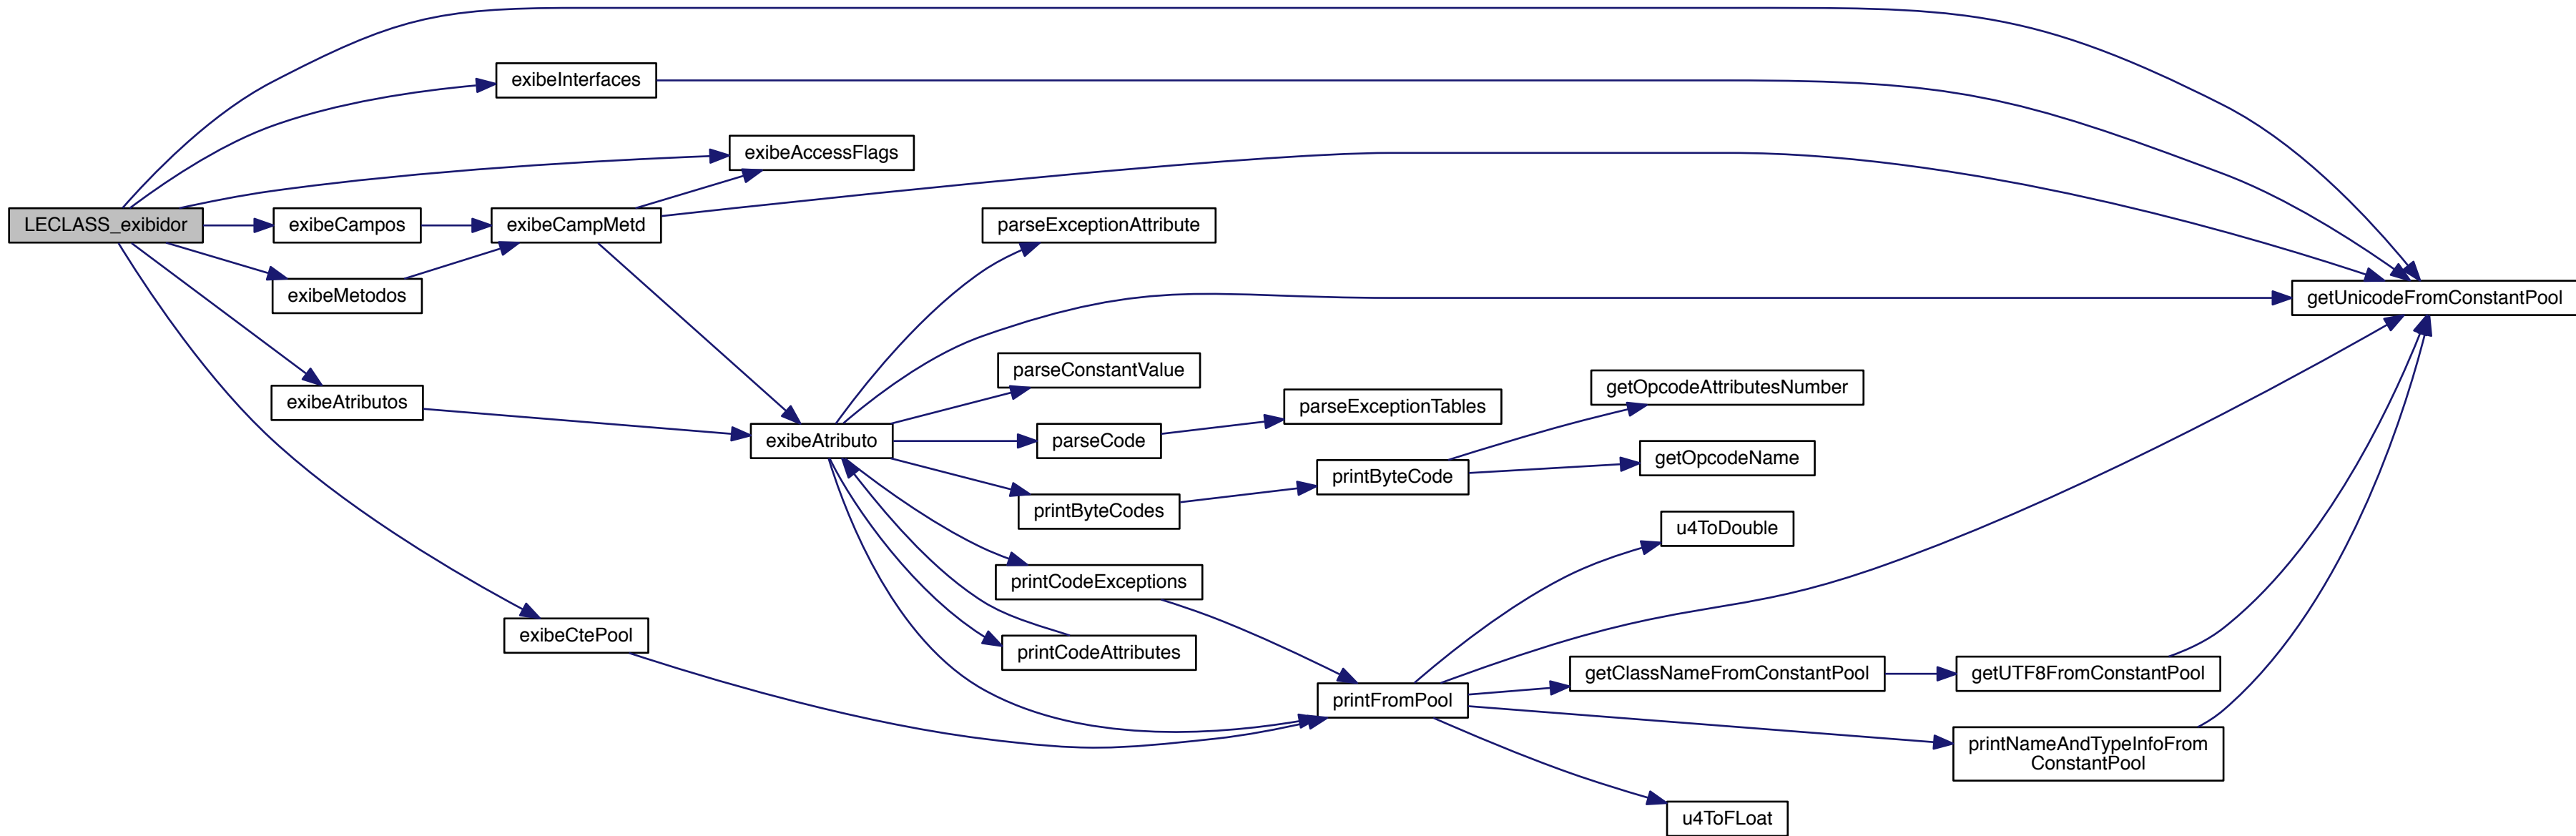 exibeInterfaces
exibeAccessFlags
LECLASS_exibidor
exibeCampos
exibeCampMetd
parseExceptionAttribute
exibeMetodos
getUnicodeFromConstantPool
parseConstantValue
getOpcodeAttributesNumber
exibeAtributos
parseExceptionTables
exibeAtributo
parseCode
getOpcodeName
printByteCode
printByteCodes
u4ToDouble
printCodeExceptions
exibeCtePool
printCodeAttributes
getClassNameFromConstantPool
getUTF8FromConstantPool
printFromPool
printNameAndTypeInfoFrom
ConstantPool
u4ToFLoat